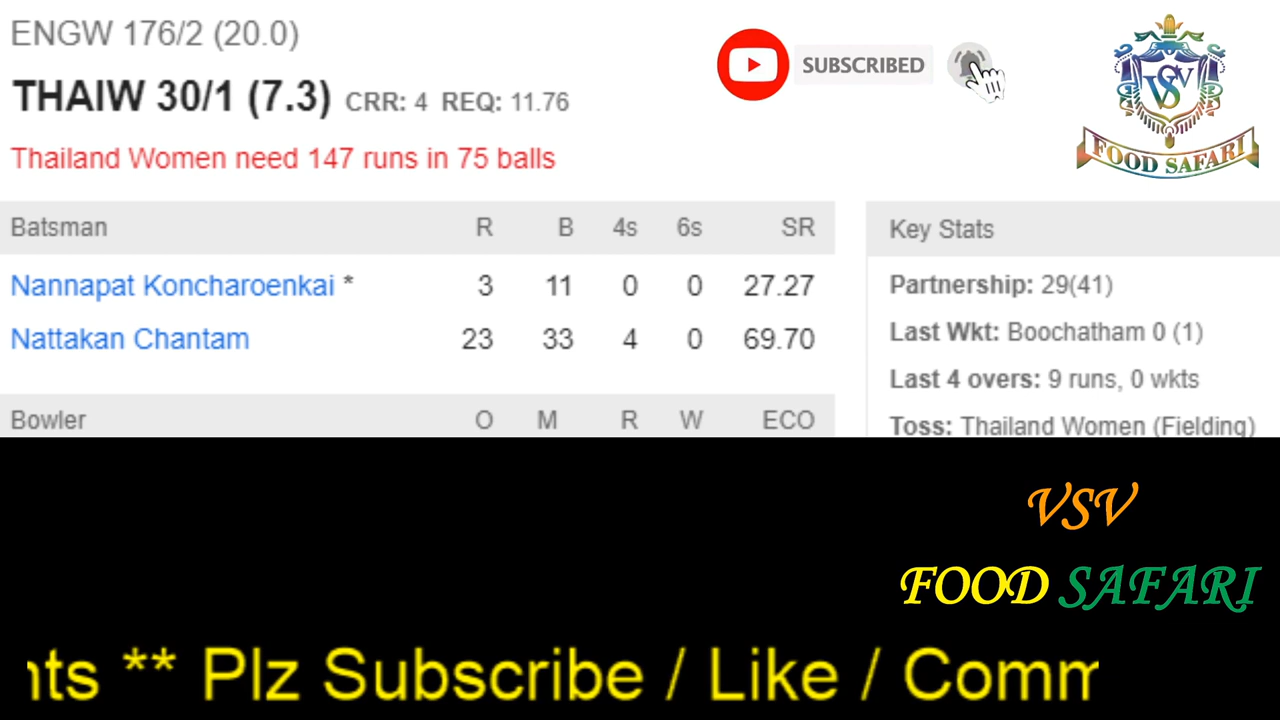 ENGW 176/2 (20.0)
THAIW 30/1 (7.3) CRR: 4 REQ: 11.76
Thailand Women need 147 runs in 75 balls
SUBSCRIBED
VSV
FOOD SAFARI
Batsman R B 4s 6s SR
Nannapat Koncharoenkai * 3 11 0 0 27.27
Nattakan Chantam 23 33 4 0 69.70
Bowler O M R W ECO
Key Stats
Partnership: 29(41)
Last Wkt: Boochatham 0 (1)
Last 4 overs: 9 runs, 0 wkts
Toss: Thailand Women (Fielding)
VSV
FOOD SAFARI
nts ** Plz Subscribe / Like / Comm